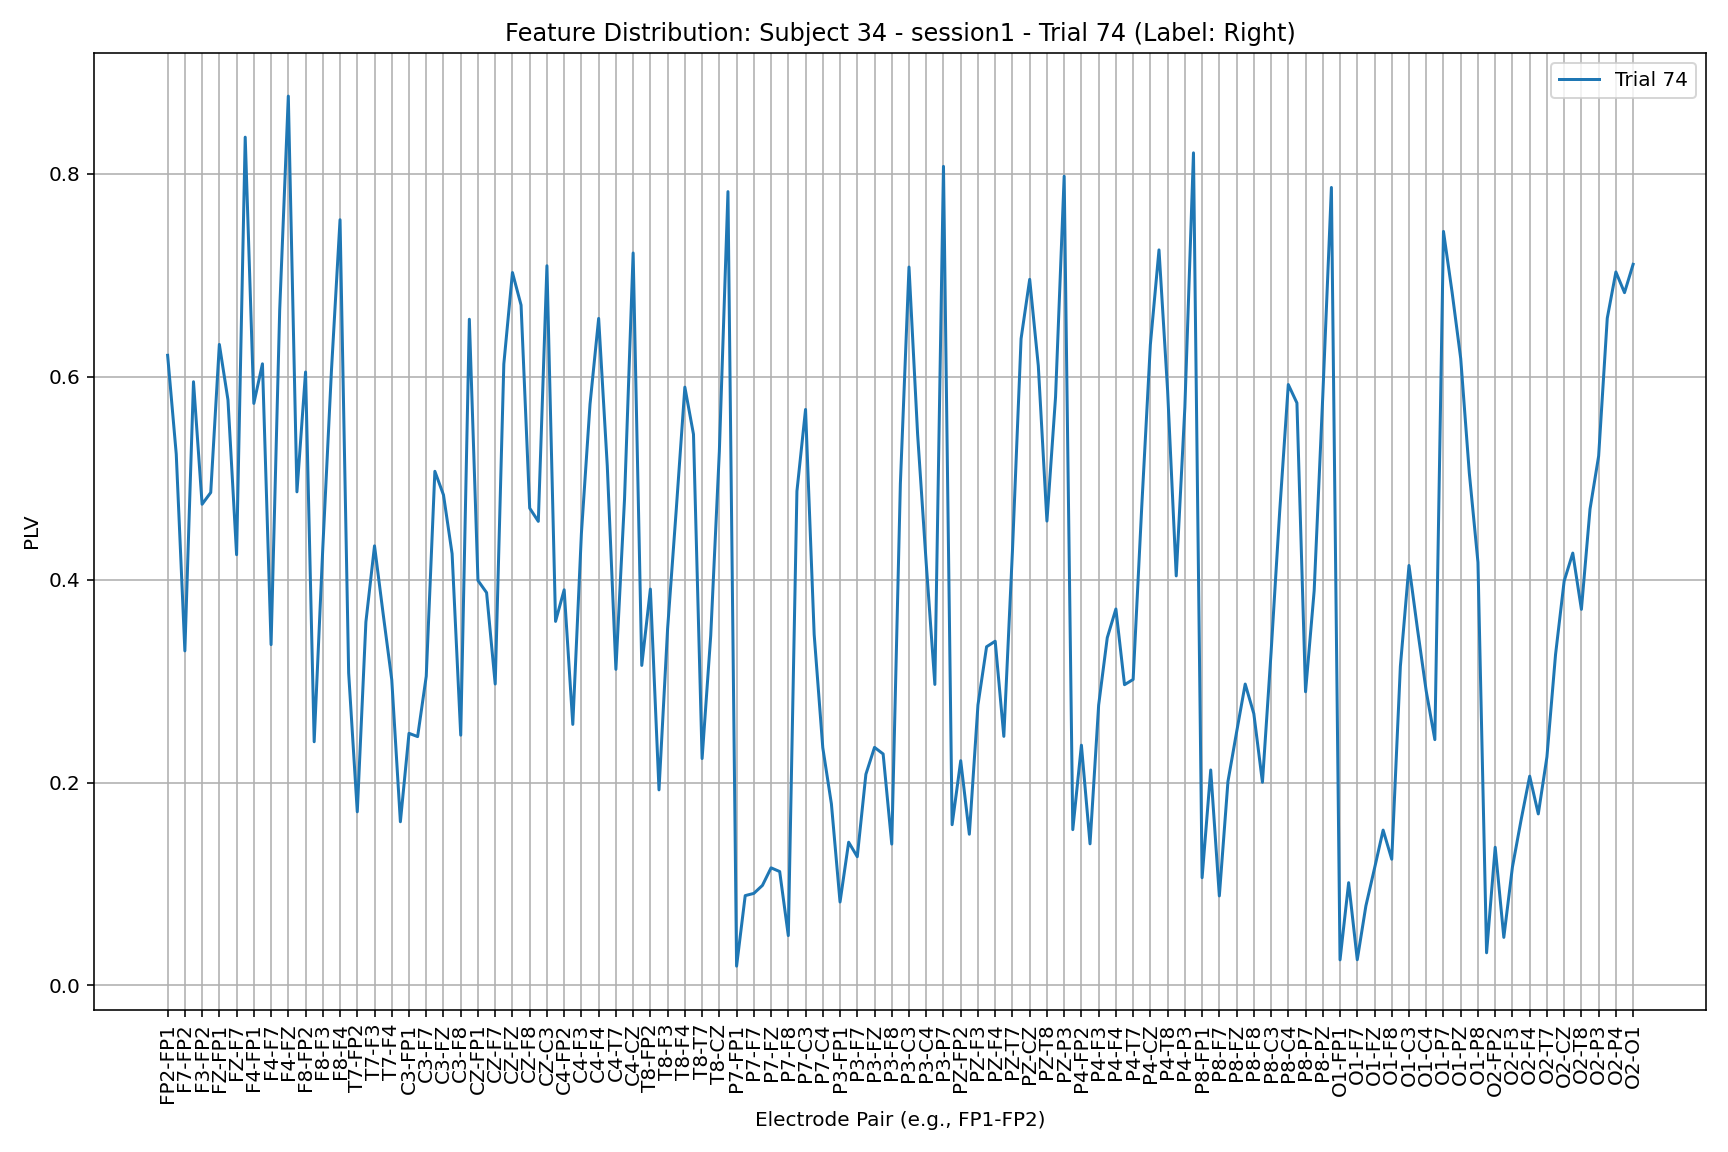 Feature Distribution: Subject 34 - session1 - Trial 74 (Label: Right)
Trial 74
PLV
0.8
0.6
0.4
0.2
0.0
FP2-FP1
F7-FP2
F3-FP2
FZ-FP1
FZ-F7
F4-FP1
F4-F7
F4-FZ
F8-FP2
F8-F3
F8-F4
T7-FP2
T7-F3
T7-F4
C3-FP1
C3-F7
C3-FZ
C3-F8
CZ-FP1
CZ-F7
CZ-FZ
CZ-F8
CZ-C3
C4-FP2
C4-F3
C4-F4
C4-T7
C4-CZ
T8-FP2
T8-F3
T8-F4
T8-T7
T8-CZ
P7-FP1
P7-F7
P7-FZ
P7-F8
P7-C3
P7-C4
P3-FP1
P3-F7
P3-FZ
P3-F8
P3-C3
P3-C4
P3-P7
PZ-FP2
PZ-F3
PZ-F4
PZ-T7
PZ-CZ
PZ-T8
PZ-P3
P4-FP2
P4-F3
P4-F4
P4-T7
P4-CZ
P4-T8
P4-P3
P8-FP1
P8-F7
P8-FZ
P8-F8
P8-C3
P8-C4
P8-P7
P8-PZ
O1-FP1
O1-F7
O1-FZ
O1-F8
O1-C3
O1-C4
O1-P7
O1-PZ
O1-P8
O2-FP2
O2-F3
O2-F4
O2-T7
O2-CZ
O2-T8
O2-P3
O2-P4
O2-O1
Electrode Pair (e.g., FP1-FP2)